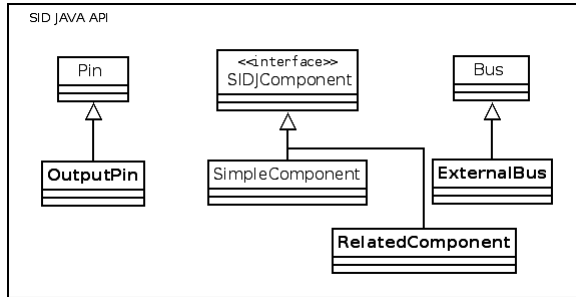 SID JAVA API
Pin
<<interface>>
SIDJComponent
Bus
OutputPin
SimpleComponent
ExternalBus
RelatedComponent